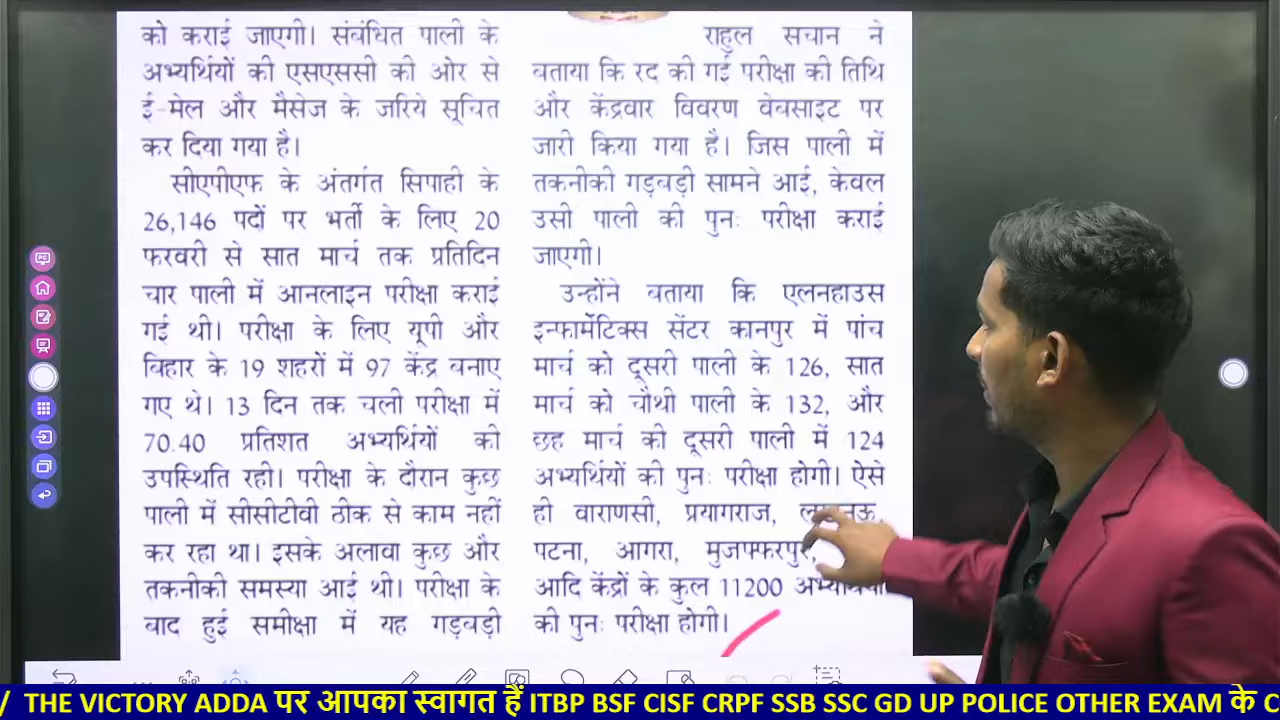 को कराई जाएगी। संबंधित पाली के
अभ्यर्थियों की एसएससी की ओर से
ई-मेल और मैसेज के जरिये सूचित
कर दिया गया है।
सीएपीएफ के अंतर्गत सिपाही के
26,146 पदों पर भर्ती के लिए 20
फरवरी से सात मार्च तक प्रतिदिन
चार पाली में आनलाइन परीक्षा कराई
गई थी। परीक्षा के लिए यूपी और
बिहार के 19 शहरों में 97 केंद्र बनाए
गए थे। 13 दिन तक चली परीक्षा में
70.40 प्रतिशत अभ्यर्थियों की
उपस्थिति रही। परीक्षा के दौरान कुछ
पाली में सीसीटीवी ठीक से काम नहीं
कर रहा था। इसके अलावा कुछ और
तकनीकी समस्या आई थी। परीक्षा के
बाद हुई समीक्षा में यह गड़बड़ी
राहुल सचान ने
बताया कि रद की गई परीक्षा की तिथि
और केंद्रवार विवरण वेबसाइट पर
जारी किया गया है। जिस पाली में
तकनीकी गड़बड़ी सामने आई, केवल
उसी पाली की पुनः परीक्षा कराई
जाएगी।
उन्होंने बताया कि एलनहाउस
इन्फार्मेटिक्स सेंटर कानपुर में पांच
मार्च को दूसरी पाली के 126, सात
मार्च को चौथी पाली के 132, और
छह मार्च की दूसरी पाली में 124
अभ्यर्थियों की पुनः परीक्षा होगी। ऐसे
ही वाराणसी, प्रयागराज,
पटना, आगरा, मुजफ्फरपुर,
आदि केंद्रों के कुल 11200
की पुनः परीक्षा होगी।
/ THE VICTORY ADDA पर आपका स्वागत हैं ITBP BSF CISF CRPF SSB SSC GD UP POLICE OTHER EXAM के C